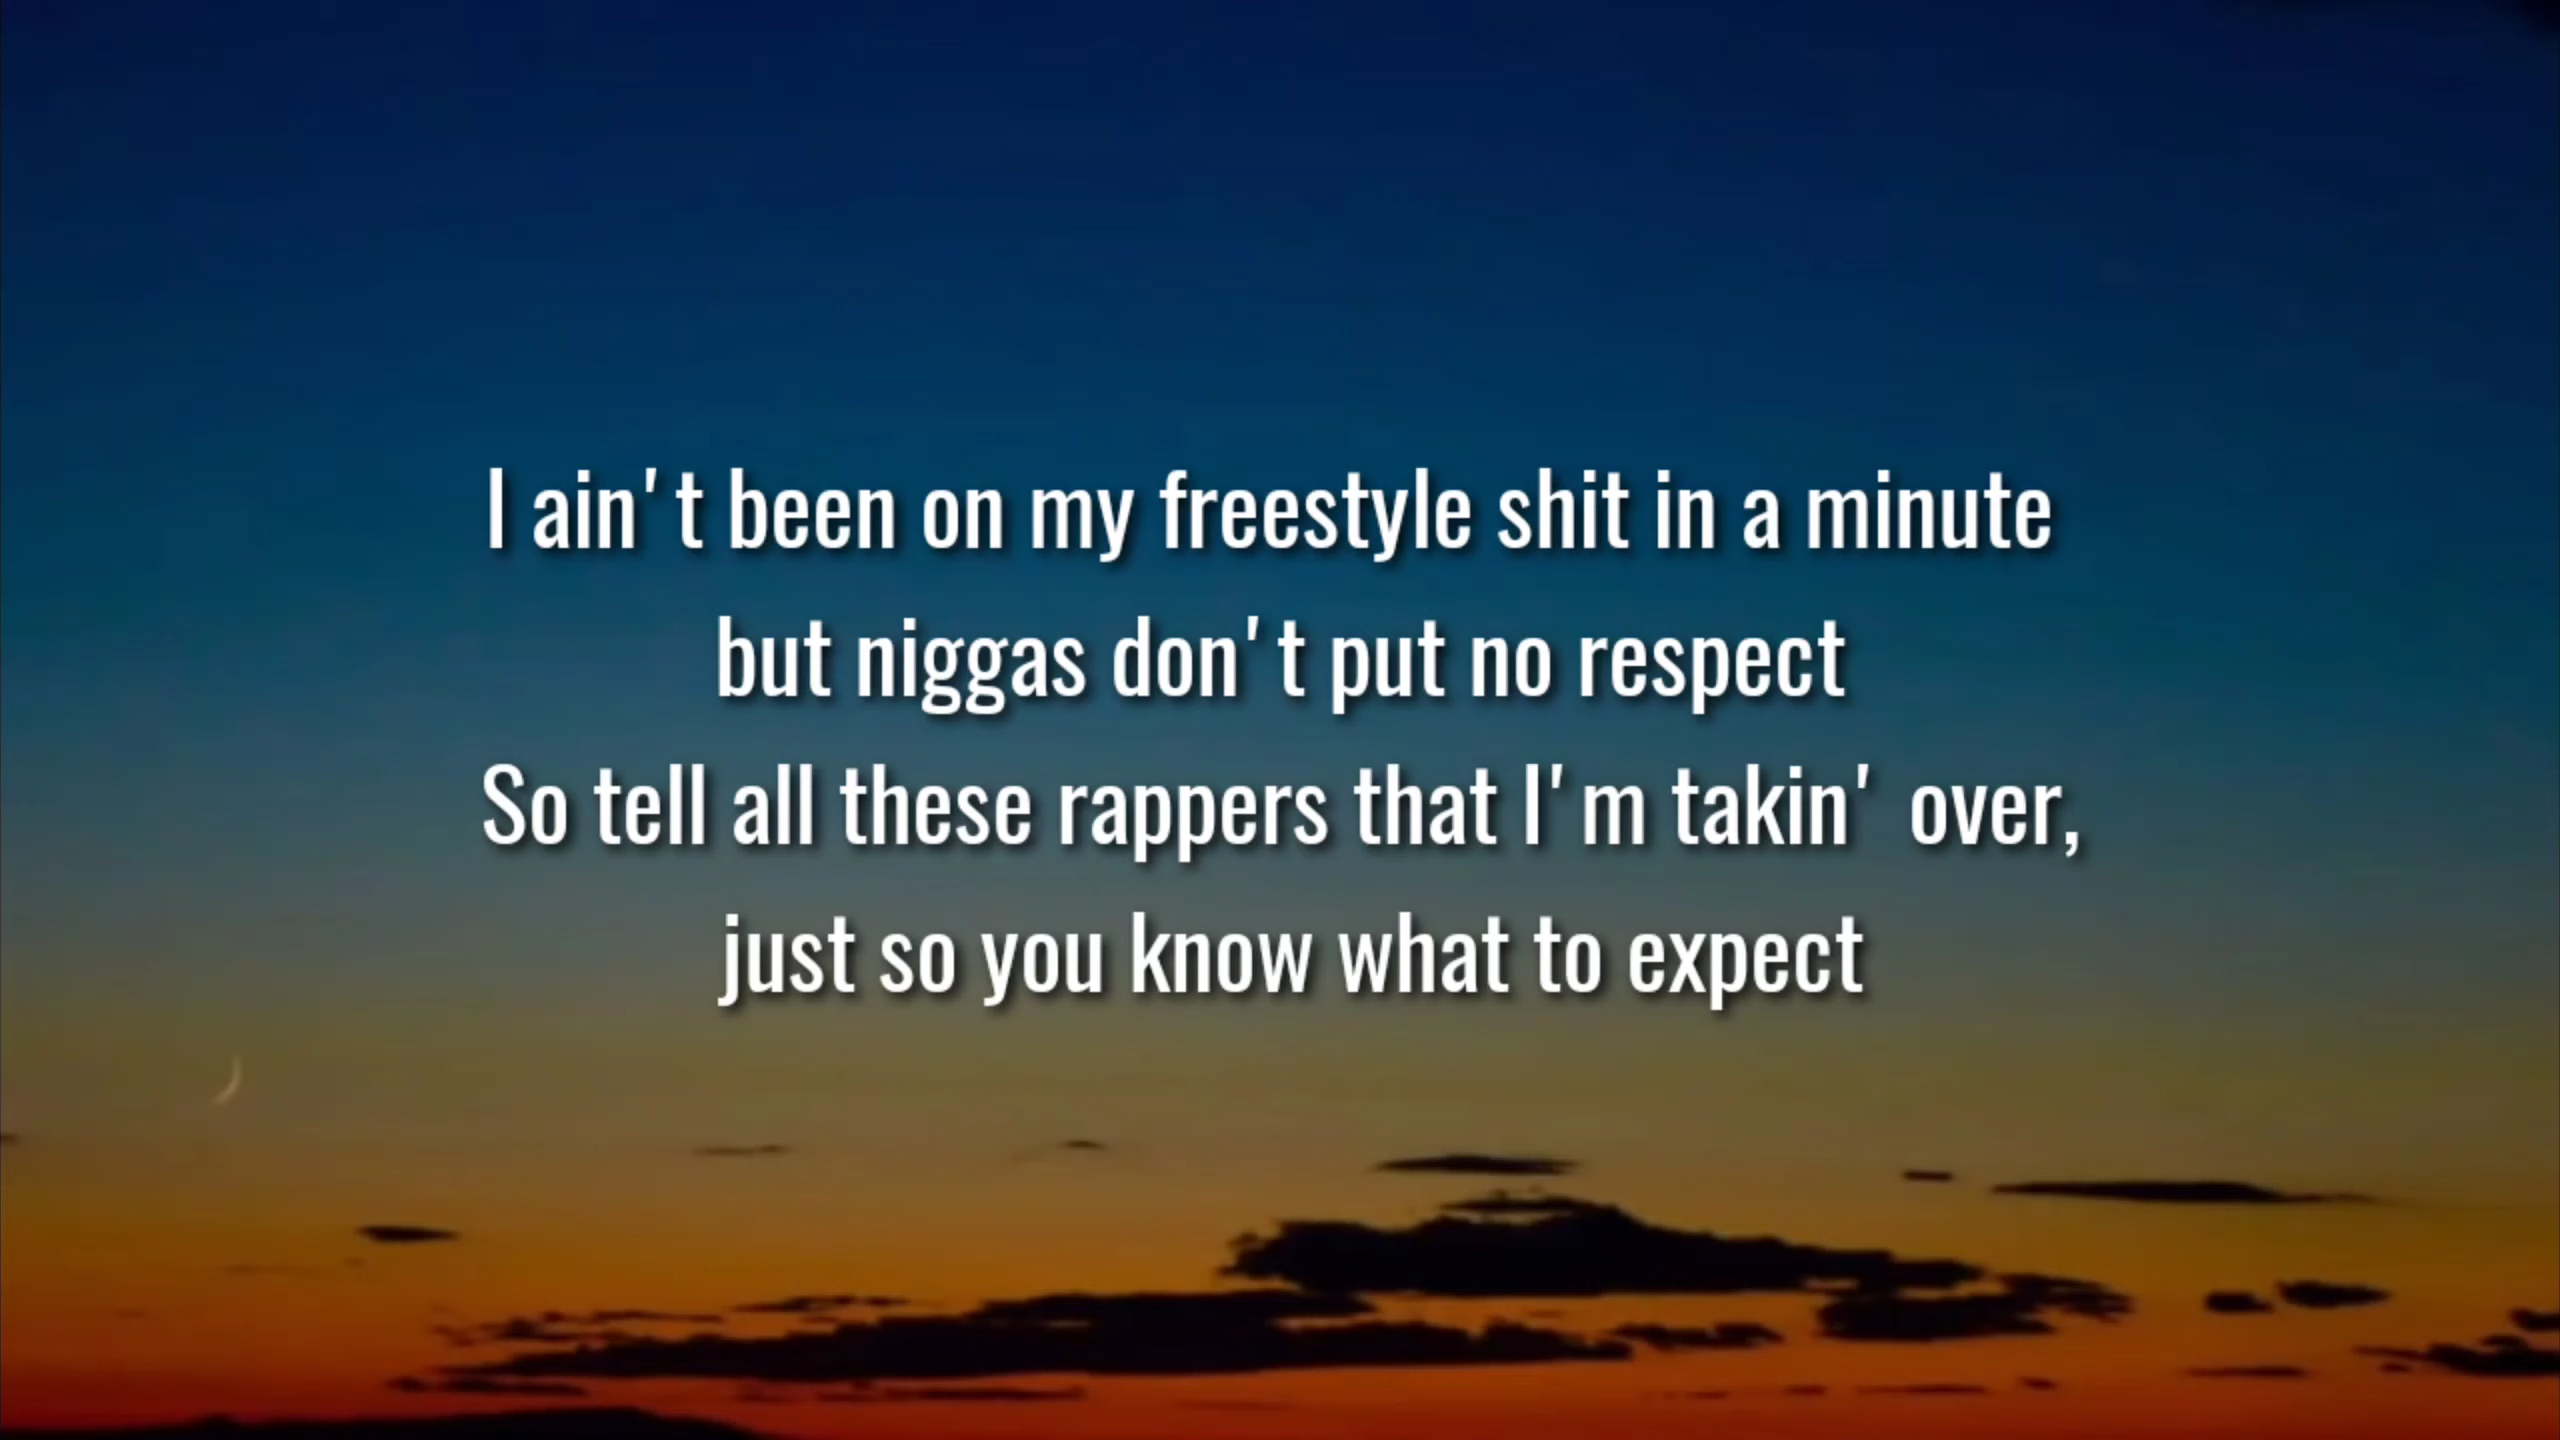 I ain't been on my freestyle shit in a minute
but niggas don't put no respect
So tell all these rappers that I'm takin' over,
just so you know what to expect